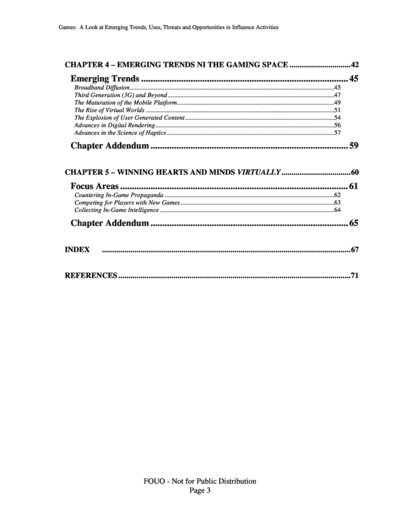 Games: A Look at Emerging Trends, Uses, Threats and Opportunities in Influence Activities
CHAPTER 4 – EMERGING TRENDS NI THE GAMING SPACE ..............................42
Emerging Trends ..............................................................................45
Broadband Diffusion..............................................................................45
Third Generation (3G) and Beyond..............................................................................47
The Maturation of the Mobile Platform..............................................................................49
The Rise of Virtual Worlds ..............................................................................51
The Explosion of User Generated Content..............................................................................54
Advances in Digital Rendering..............................................................................56
Advances in the Science of Haptics..............................................................................57
Chapter Addendum ..............................................................................59
CHAPTER 5 – WINNING HEARTS AND MINDS VIRTUALLY ..................................60
Focus Areas ..............................................................................61
Countering In-Game Propaganda ..............................................................................62
Competing for Players with New Games ..............................................................................63
Collecting In-Game Intelligence ..............................................................................64
Chapter Addendum ..............................................................................65
INDEX ..............................................................................67
REFERENCES ..............................................................................71
FOUO - Not for Public Distribution
Page 3